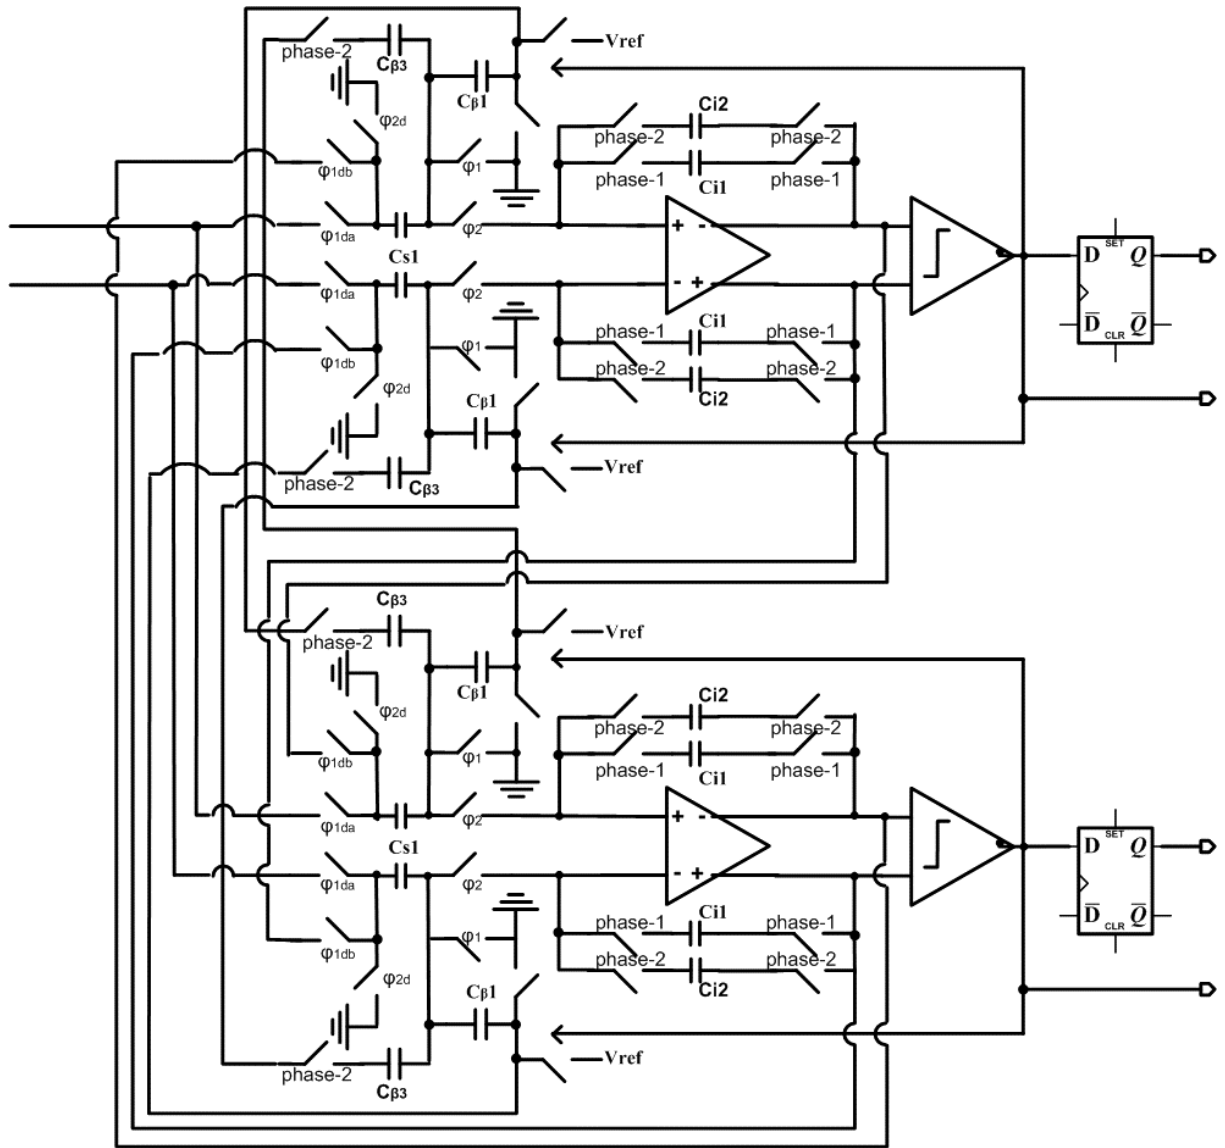 Vref
phase-2
Cβ3
Cβ1
Ci2
φ2d
phase-2
phase-2
φ1db
φ1
phase-1
Ci1
phase-1
φ1da
φ2
+ -
Cs1
D SET Q
φ1da
φ2
- +
D CLR Q
φ1db
φ1
phase-1
Ci1
phase-1
φ2d
phase-2
phase-2
Cβ1
Ci2
phase-2
Cβ3
Vref
Cβ3
phase-2
Vref
Cβ1
Ci2
φ2d
phase-2
phase-2
φ1db
φ1
phase-1
Ci1
phase-1
φ1da
φ2
+ -
Cs1
D SET Q
φ1da
φ2
- +
D CLR Q
φ1db
φ1
phase-1
Ci1
phase-1
φ2d
phase-2
phase-2
Cβ1
Ci2
phase-2
Cβ3
Vref